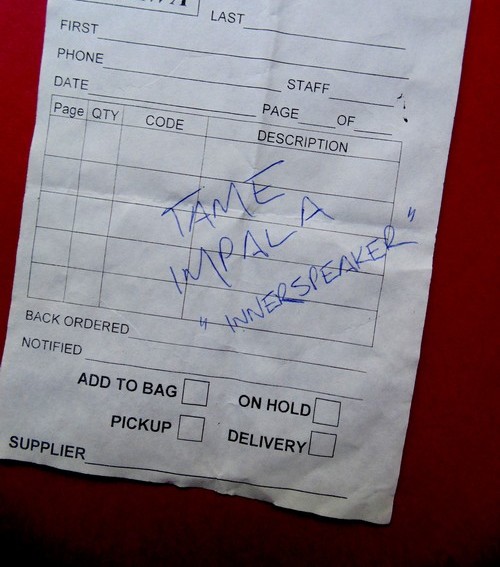 LAST
FIRST
PHONE
STAFF
DATE
PAGE OF
Page QTY CODE DESCRIPTION
TAME
IMPALA
"INNERSPEAKER"
BACK ORDERED
NOTIFIED
ADD TO BAG ON HOLD
PICKUP DELIVERY
SUPPLIER